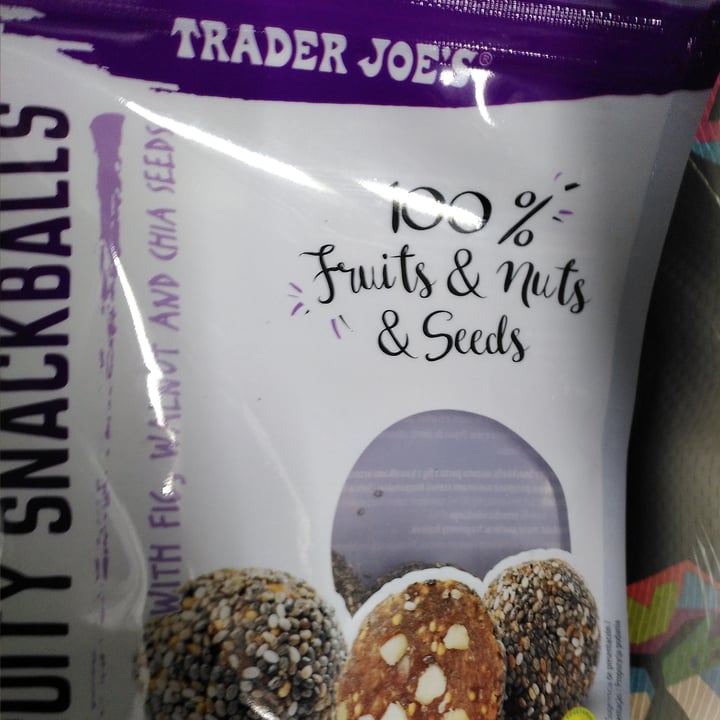 TRADER JOE'S®
100%
Fruits & Nuts
& Seeds
UITY SNACKBALLS
WITH FIG, WALNUT AND CHIA SEEDS